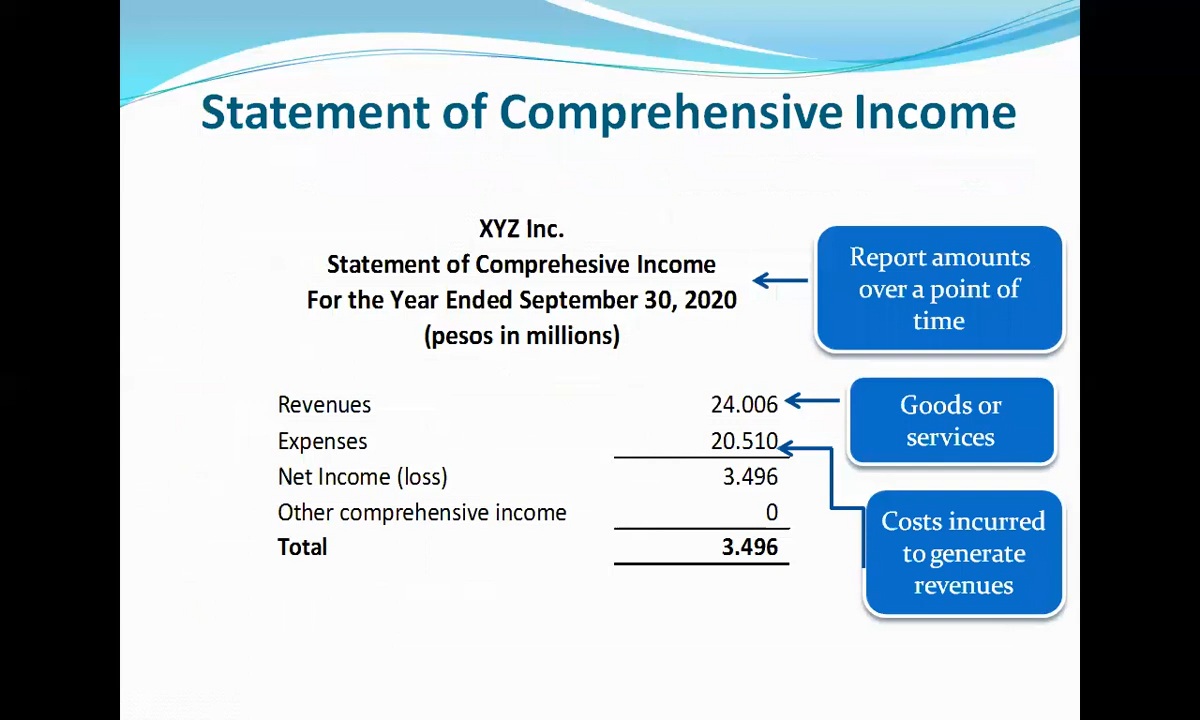 Statement of Comprehensive Income
XYZ Inc.
Statement of Comprehesive Income
For the Year Ended September 30, 2020
(pesos in millions)
Report amounts
over a point of
time
Revenues 24.006
Expenses 20.510
Net Income (loss) 3.496
Other comprehensive income 0
Total 3.496
Goods or
services
Costs incurred
to generate
revenues